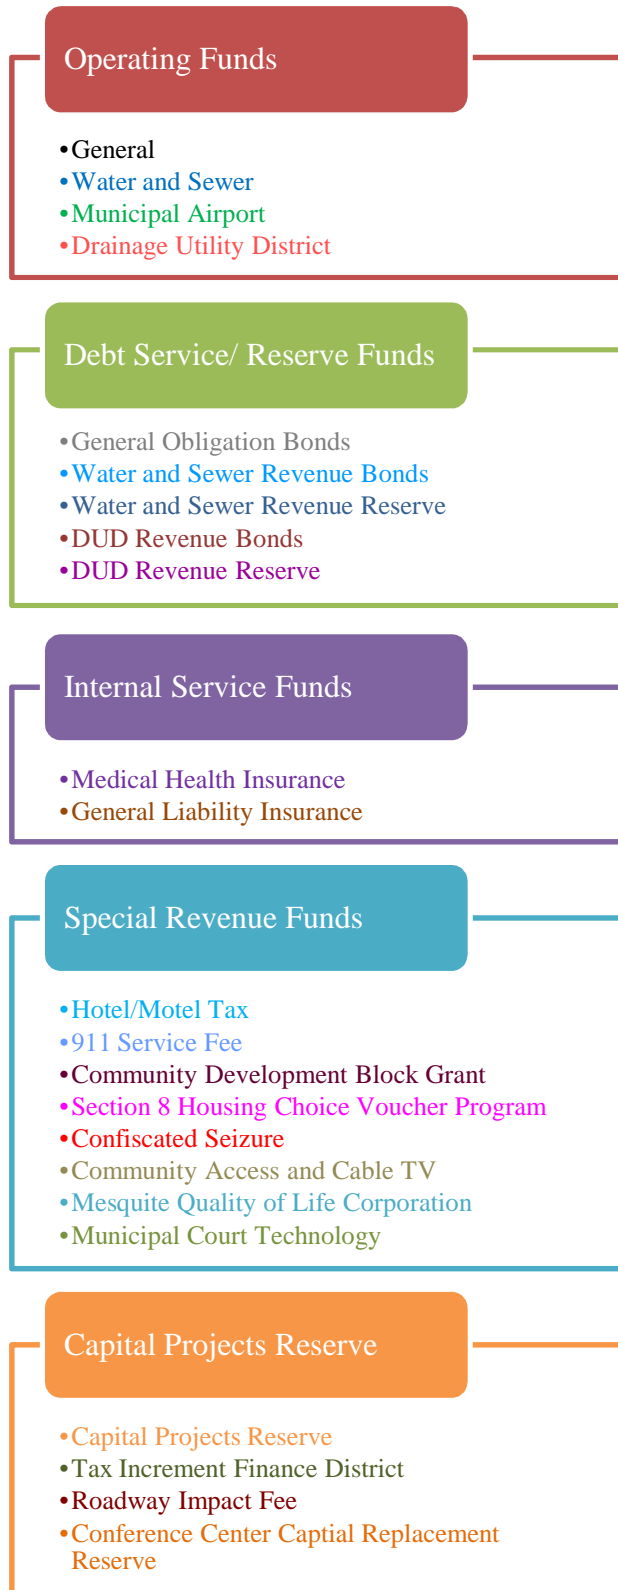 Operating Funds
•General
•Water and Sewer
•Municipal Airport
•Drainage Utility District
Debt Service/ Reserve Funds
•General Obligation Bonds
•Water and Sewer Revenue Bonds
•Water and Sewer Revenue Reserve
•DUD Revenue Bonds
•DUD Revenue Reserve
Internal Service Funds
•Medical Health Insurance
•General Liability Insurance
Special Revenue Funds
•Hotel/Motel Tax
•911 Service Fee
•Community Development Block Grant
•Section 8 Housing Choice Voucher Program
•Confiscated Seizure
•Community Access and Cable TV
•Mesquite Quality of Life Corporation
•Municipal Court Technology
Capital Projects Reserve
•Capital Projects Reserve
•Tax Increment Finance District
•Roadway Impact Fee
•Conference Center Captial Replacement
Reserve